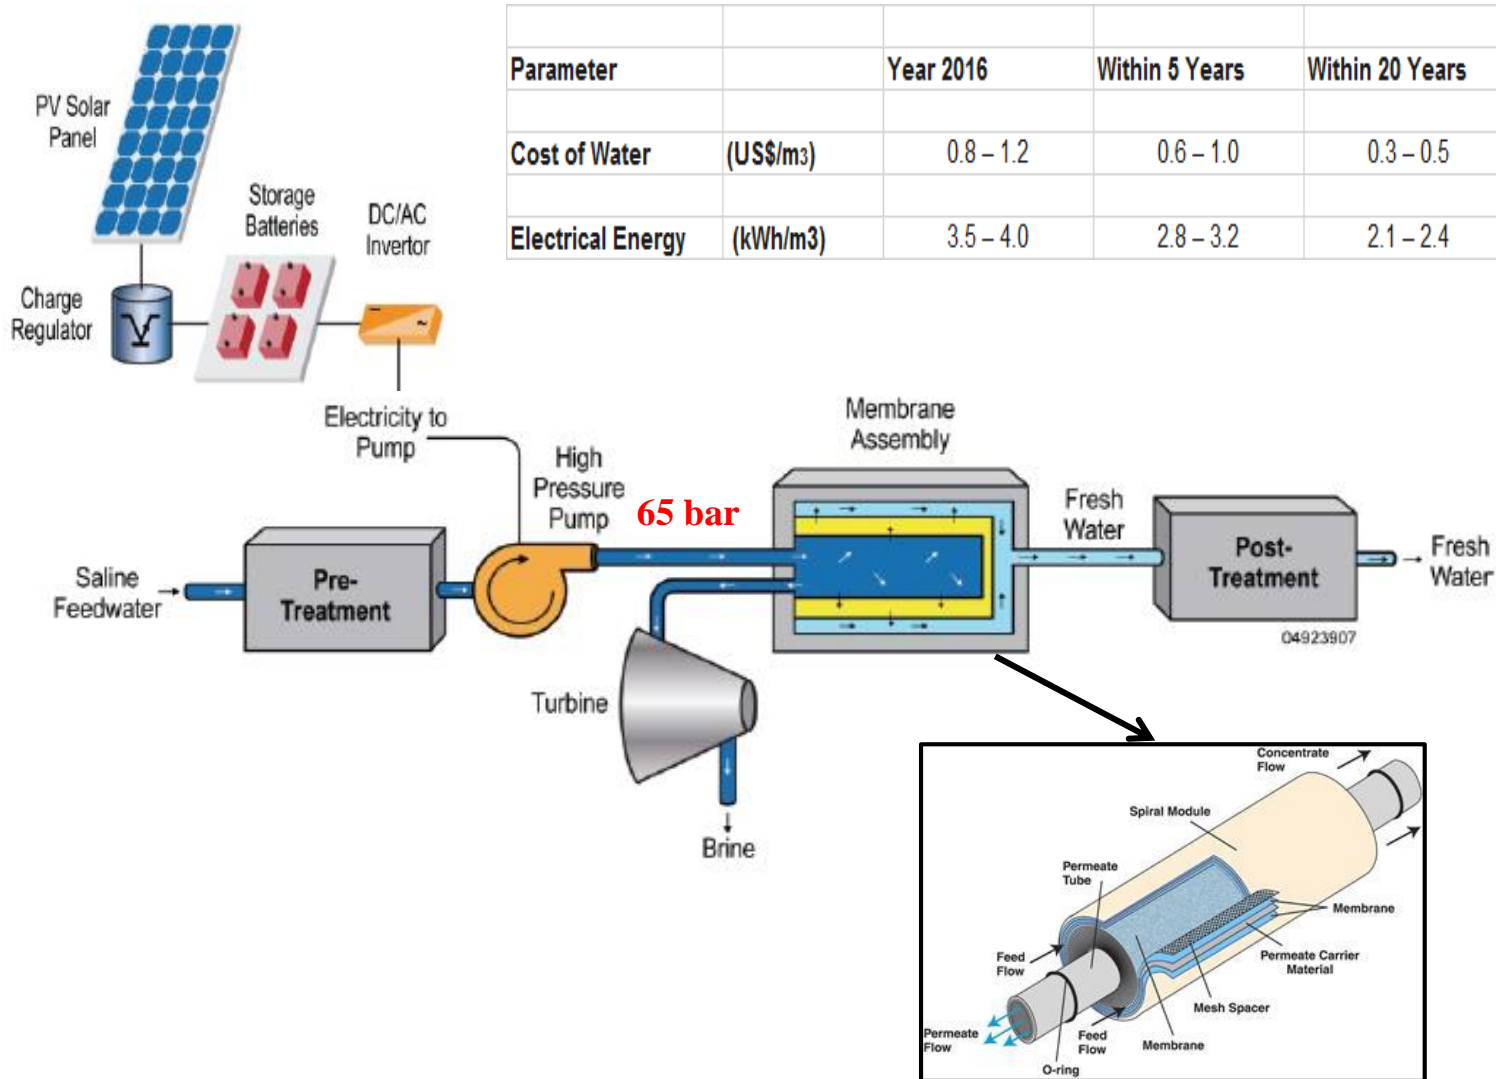 Parameter Year 2016 Within 5 Years Within 20 Years
Cost of Water (US$/m3) 0.8 – 1.2 0.6 – 1.0 0.3 – 0.5
Electrical Energy (kWh/m3) 3.5 – 4.0 2.8 – 3.2 2.1 – 2.4
PV Solar
Panel
Storage
Batteries
DC/AC
Invertor
Charge
Regulator
Electricity to
Pump
High
Pressure
Pump
65 bar
Membrane
Assembly
Fresh
Water
Saline
Feedwater
Pre-
Treatment
Post-
Treatment
Fresh
Water
04923907
Turbine
Brine
Concentrate
Flow
Spiral Module
Permeate
Tube
Membrane
Feed
Flow
Permeate Carrier
Material
Mesh Spacer
Permeate
Flow
Feed
Flow
Membrane
O-ring